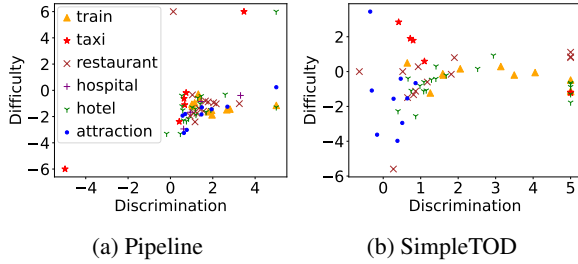 6
4
2
0
−2
−4
−6
Difficulty
train
taxi
restaurant
hospital
hotel
attraction
−4 −2 0 2 4
Discrimination
(a) Pipeline
2
0
−2
−4
−6
Difficulty
0 1 2 3 4 5
Discrimination
(b) SimpleTOD